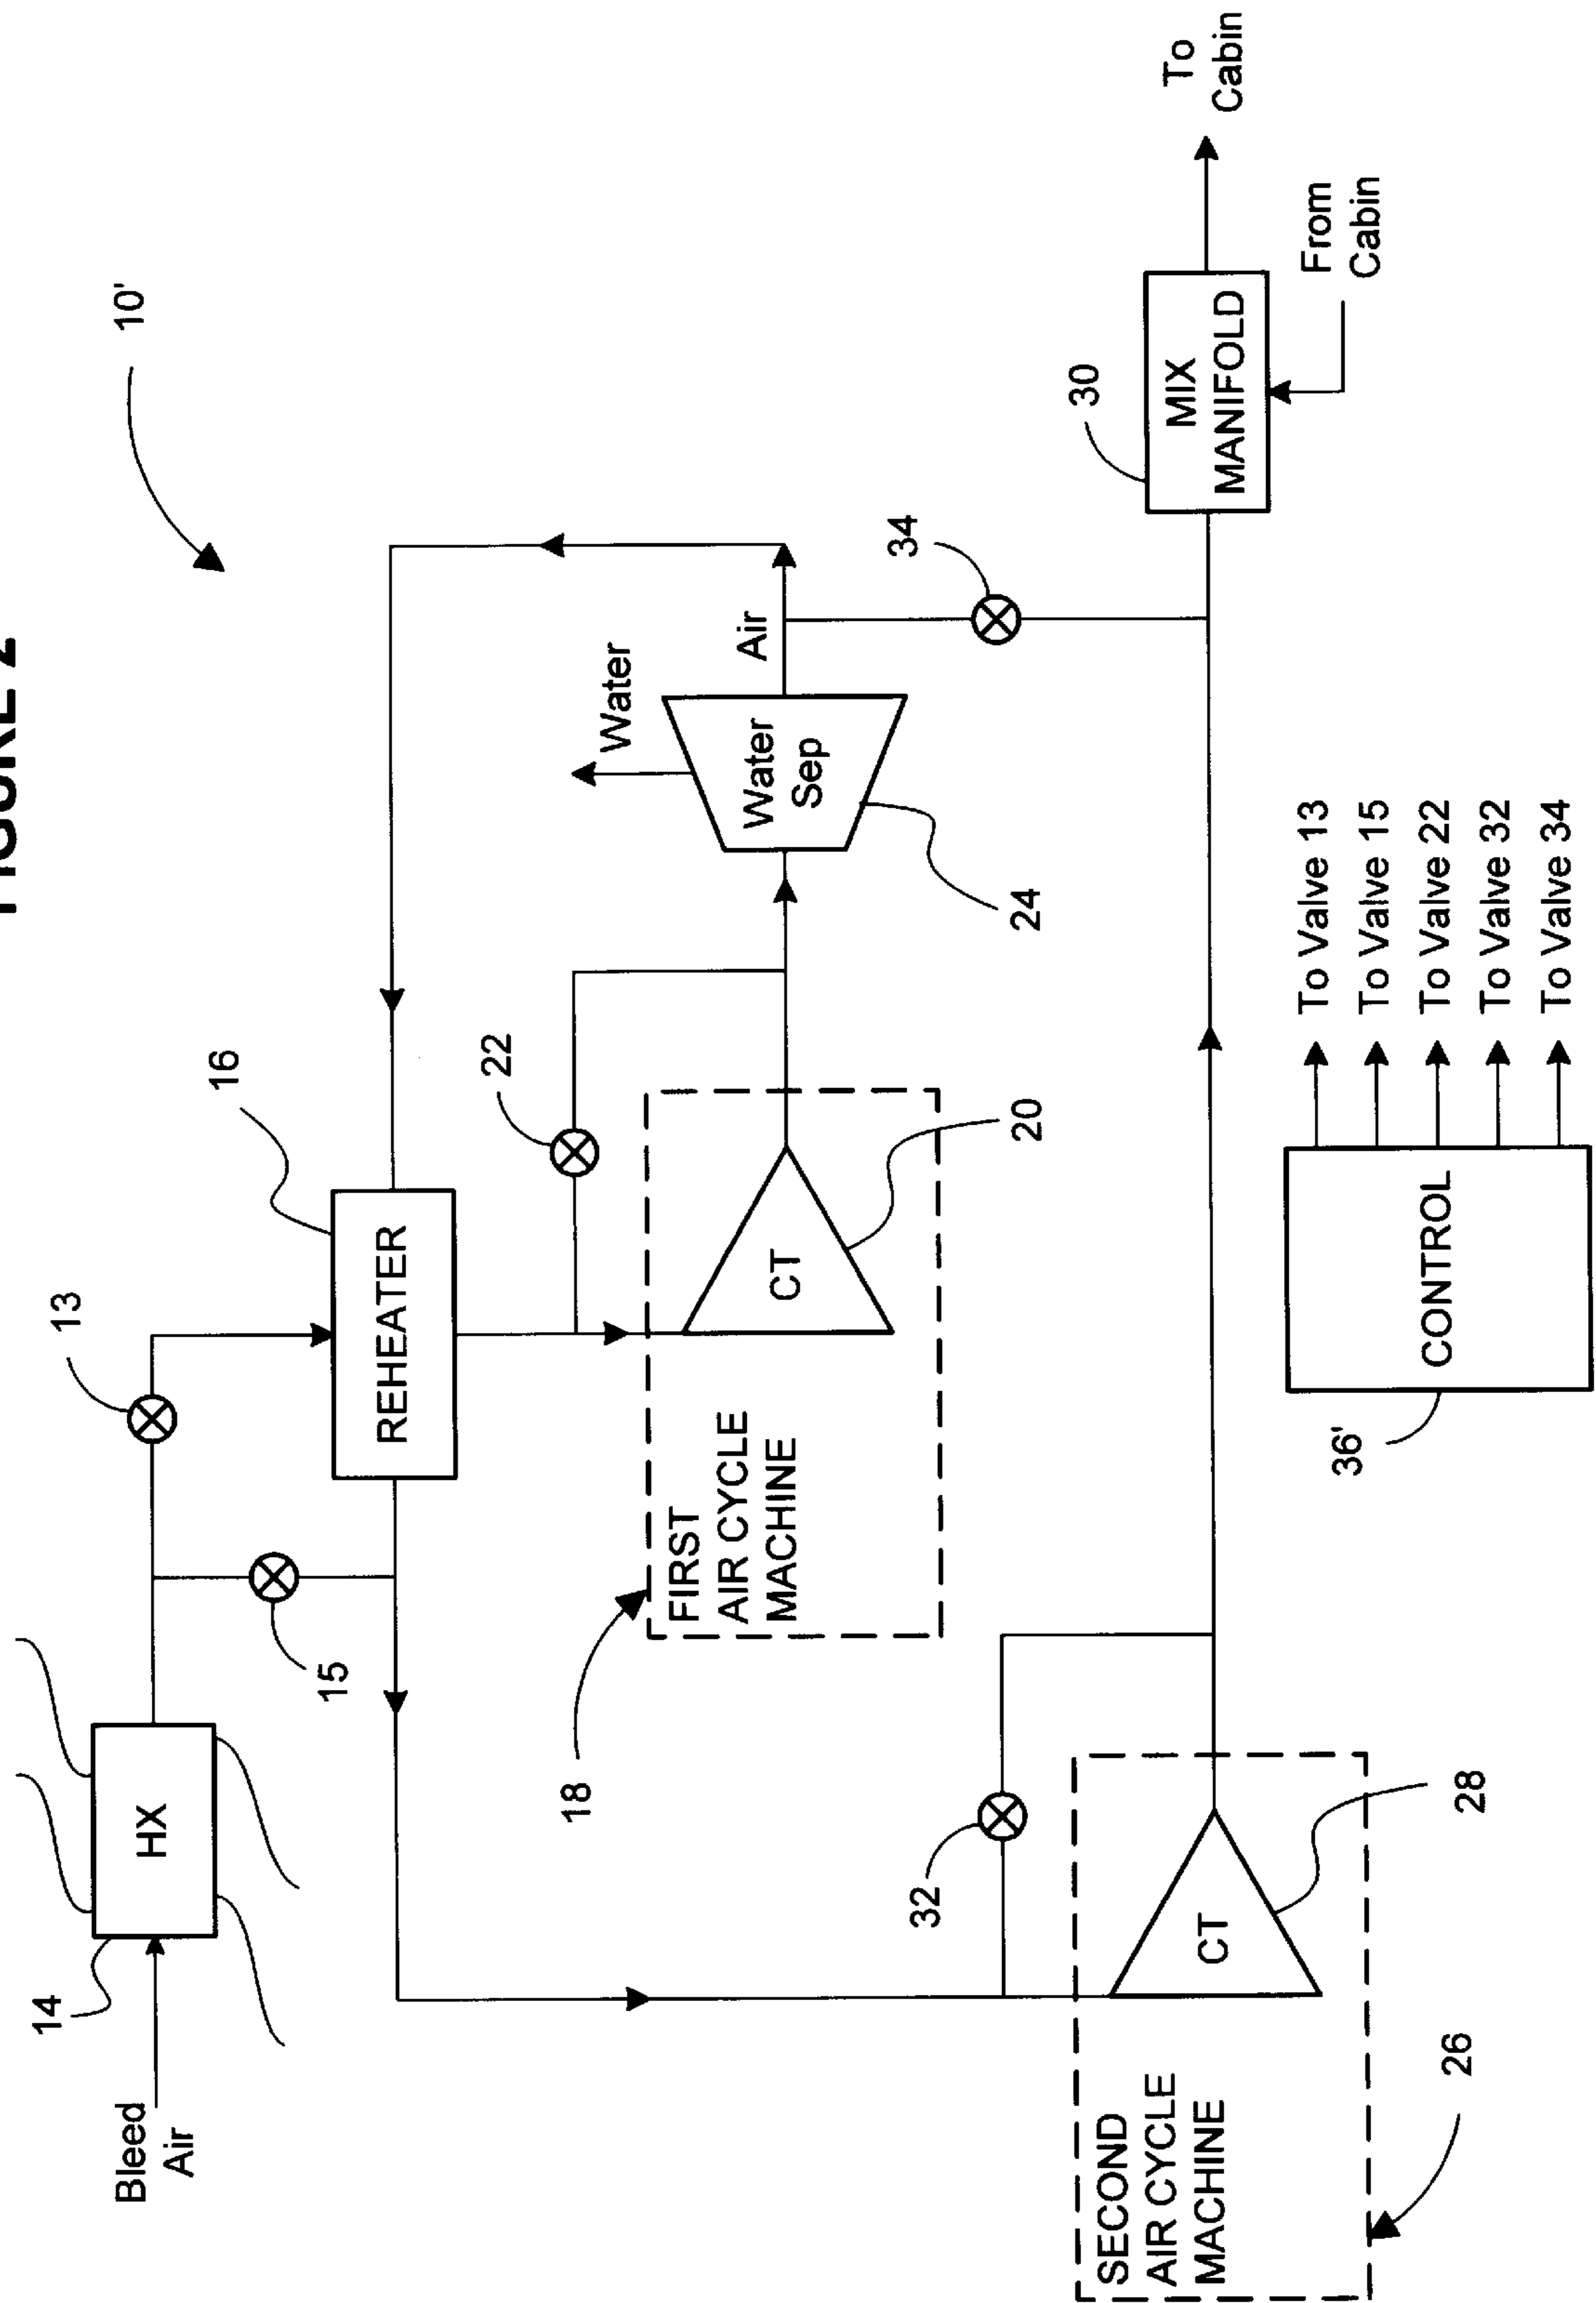 FIGURE 2
10'
Bleed
Air
14
HX
15
13
16
REHEATER
22
18
FIRST
AIR CYCLE
MACHINE
CT
20
Water
Water
Sep
24
Air
34
32
SECOND
AIR CYCLE
MACHINE
CT
28
26
30
MIX
MANIFOLD
To
Cabin
From
Cabin
36'
CONTROL
To Valve 13
To Valve 15
To Valve 22
To Valve 32
To Valve 34